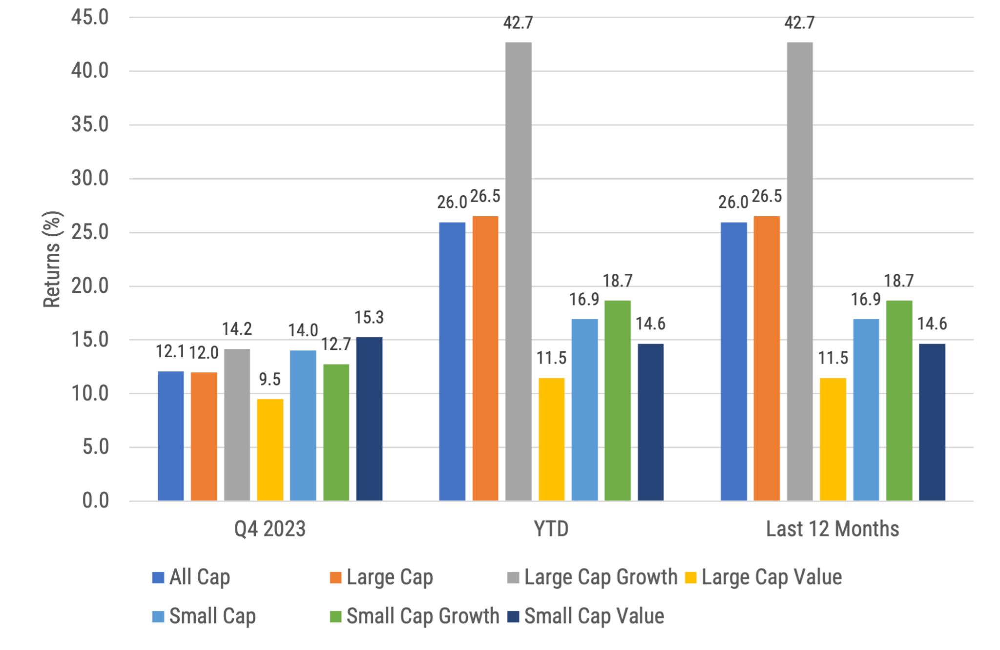 45.0
40.0
35.0
30.0
25.0
20.0
15.0
10.0
5.0
0.0
Returns (%)
12.1 12.0 14.2 9.5 14.0 12.7 15.3
26.0 26.5 42.7 11.5 16.9 18.7 14.6
26.0 26.5 42.7 11.5 16.9 18.7 14.6
Q4 2023 YTD Last 12 Months
All Cap Large Cap Large Cap Growth Large Cap Value
Small Cap Small Cap Growth Small Cap Value